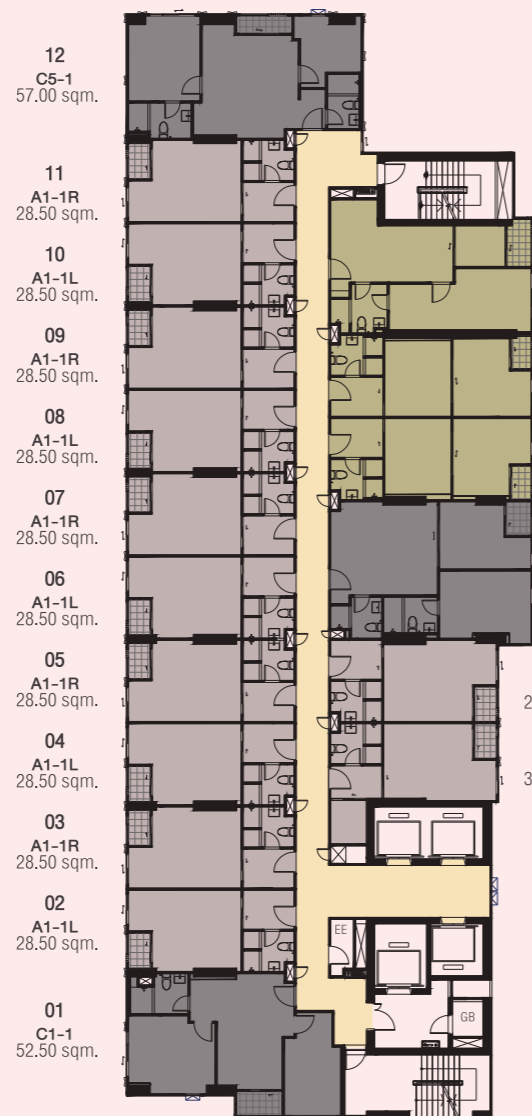 12
C5-1
57.00 sqm.
11
A1-1R
28.50 sqm.
10
A1-1L
28.50 sqm.
09
A1-1R
28.50 sqm.
08
A1-1L
28.50 sqm.
07
A1-1R
28.50 sqm.
06
A1-1L
28.50 sqm.
05
A1-1R
28.50 sqm.
2
04
A1-1L
28.50 sqm.
3
03
A1-1R
28.50 sqm.
02
A1-1L
28.50 sqm.
EE
01
C1-1
52.50 sqm.
GB